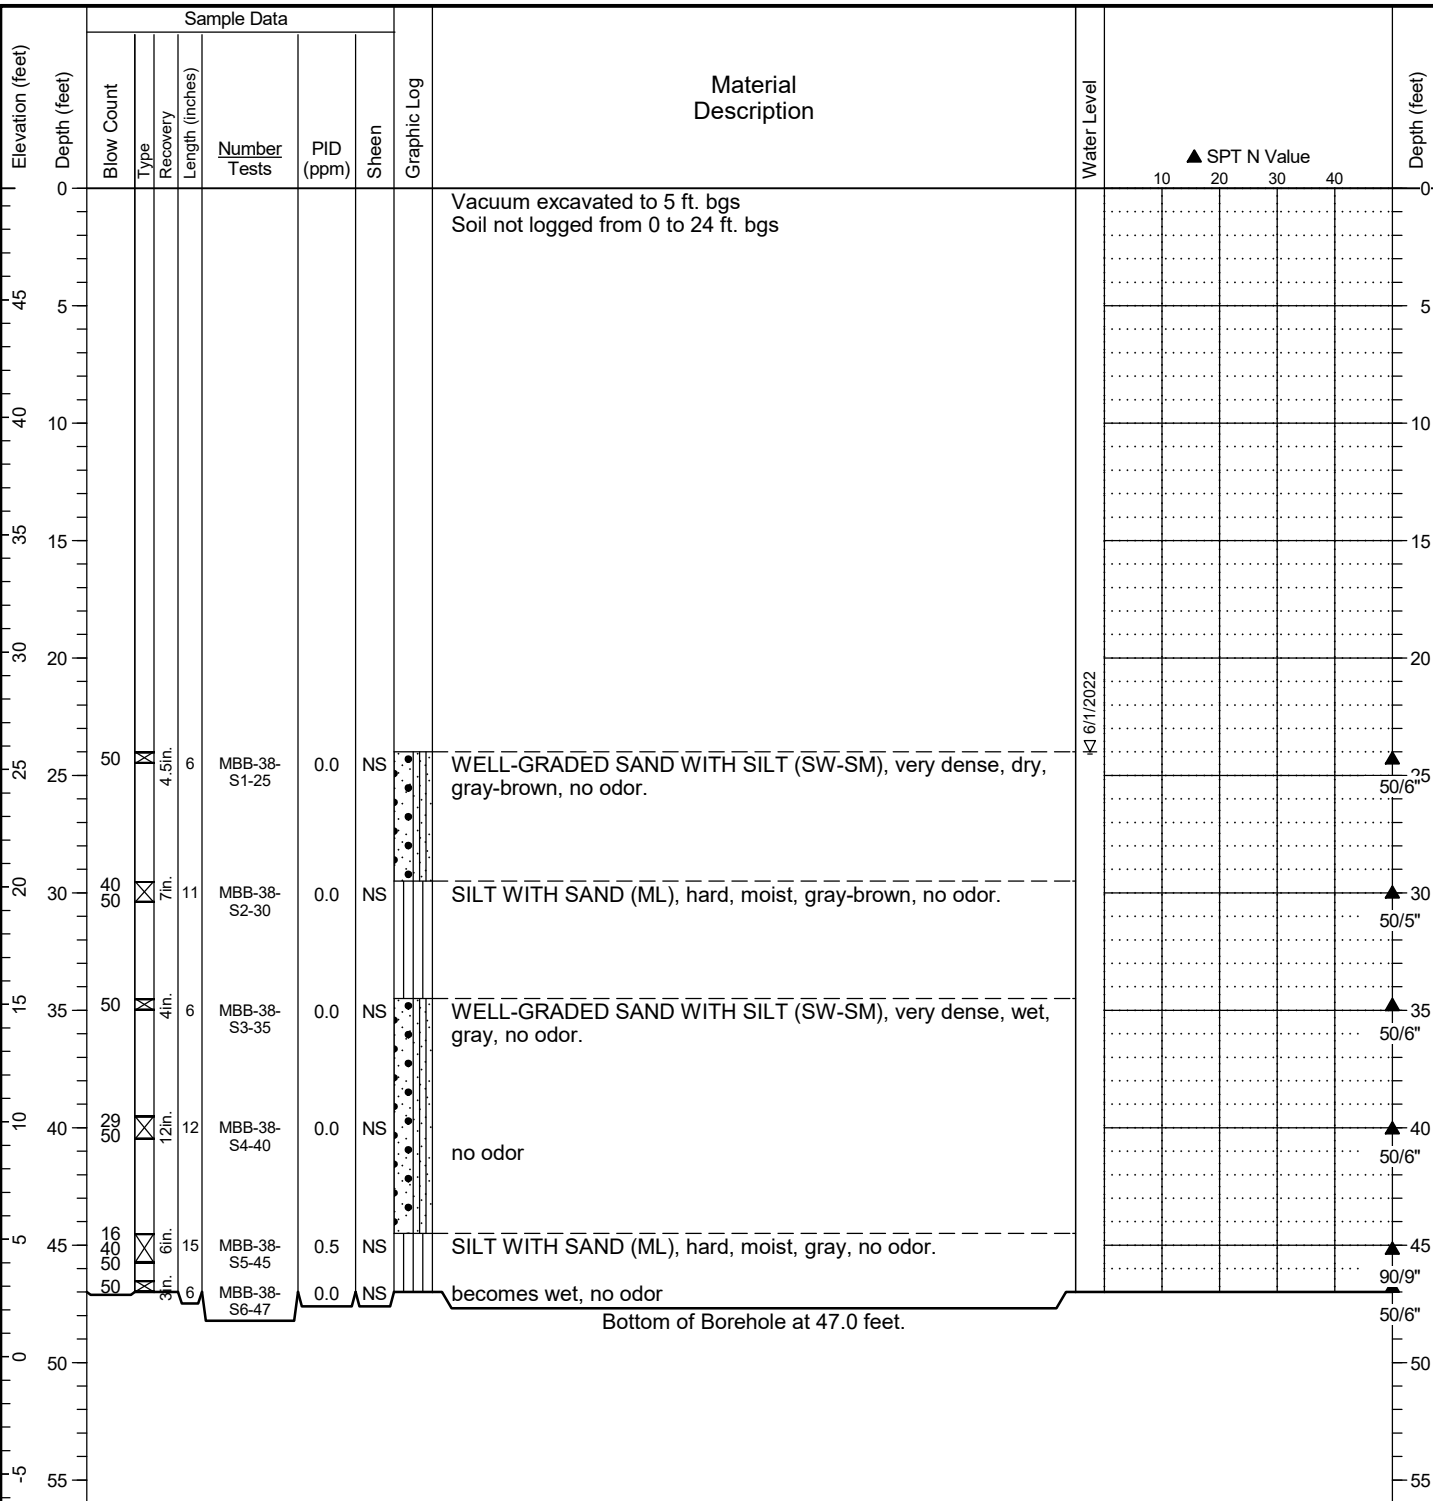 Sample Data
Elevation (feet)
Depth (feet)
Blow Count
Type
Recovery
Length (inches)
Number
Tests
PID
(ppm)
Sheen
Graphic Log
Material
Description
Water Level
▲ SPT N Value
10 20 30 40
Depth (feet)
0 Vacuum excavated to 5 ft. bgs 0
Soil not logged from 0 to 24 ft. bgs
45 5 5
40 10 10
35 15 15
30 20 20
6/1/2022
50 4.5in. 6 MBB-38- 0.0 NS WELL-GRADED SAND WITH SILT (SW-SM), very dense, dry,
25 25 S1-25 gray-brown, no odor. 50/6" 25
20 30 40 7in. 11 MBB-38- 0.0 NS SILT WITH SAND (ML), hard, moist, gray-brown, no odor. 30
50 S2-30 50/5"
15 35 50 4in. 6 MBB-38- 0.0 NS WELL-GRADED SAND WITH SILT (SW-SM), very dense, wet, 35
S3-35 gray, no odor. 50/6"
10 40 29 12in. 12 MBB-38- 0.0 NS 40
50 S4-40 no odor 50/6"
16
5 45 40 6in. 15 MBB-38- 0.5 NS SILT WITH SAND (ML), hard, moist, gray, no odor. 45
50 S5-45 90/9"
50 3in. 6 MBB-38- 0.0 NS becomes wet, no odor
S6-47 50/6"
Bottom of Borehole at 47.0 feet.
0 50 50
-5 55 55